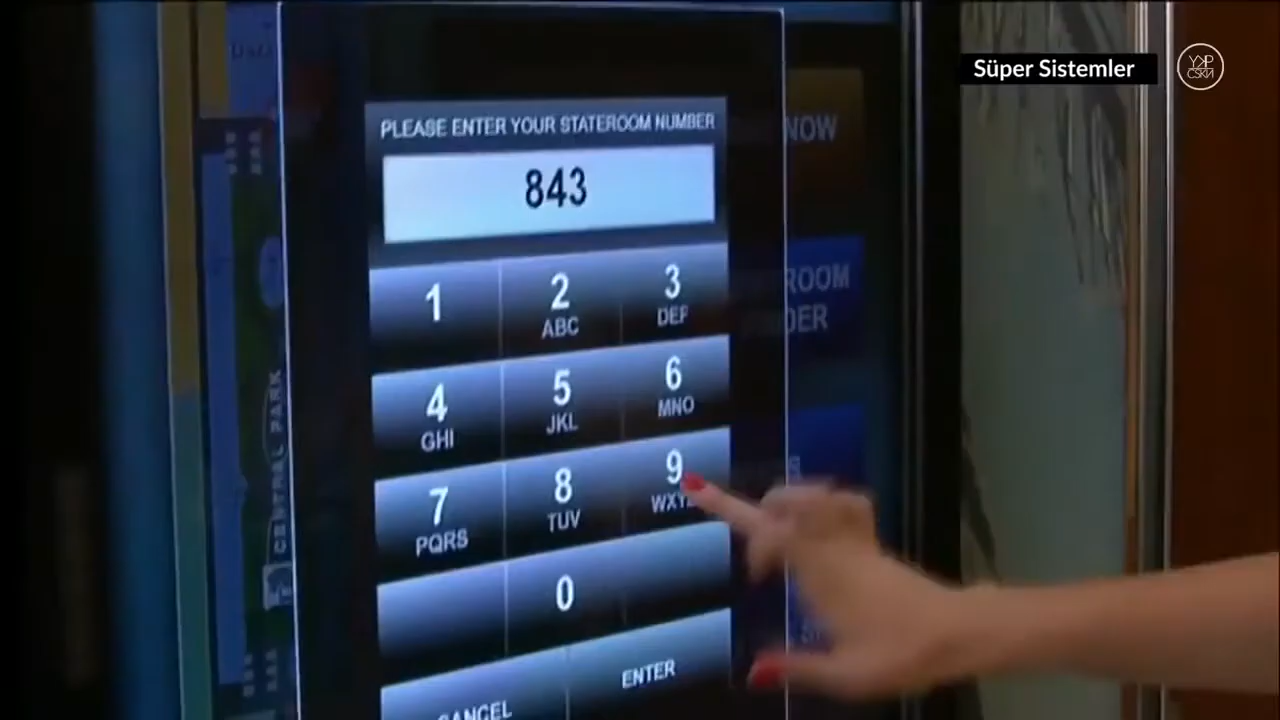 Süper Sistemler
PLEASE ENTER YOUR STATEROOM NUMBER
843
NOW
1
2
ABC
3
DEF
4
GHI
5
JKL
6
MNO
7
PQRS
8
TUV
9
0
CANCEL
ENTER
CENTRAL PARK